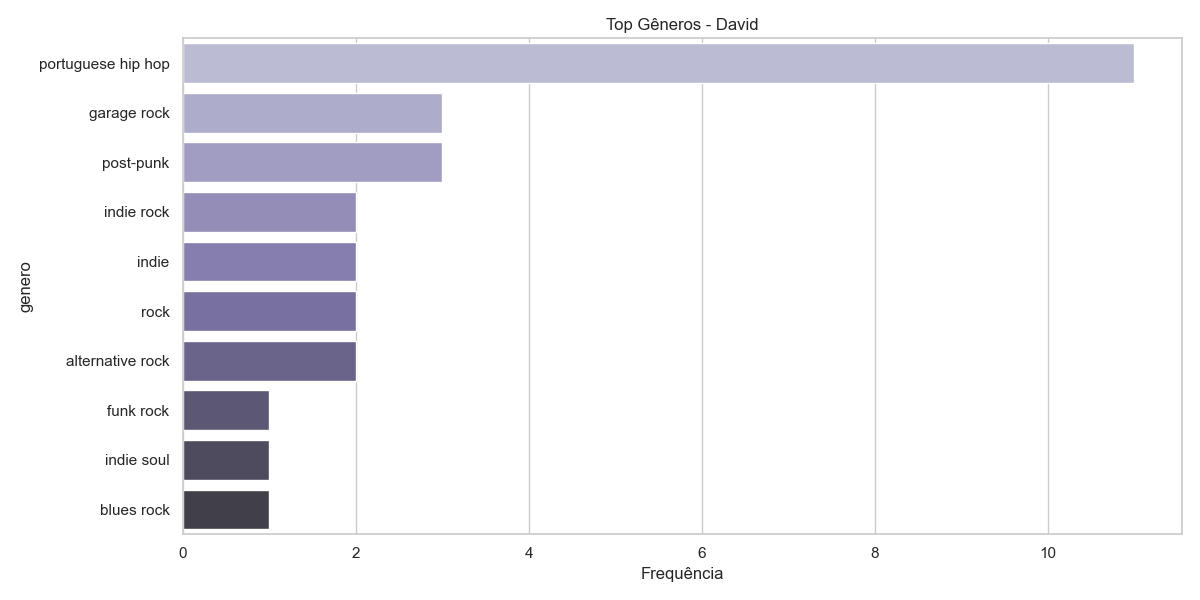 Top Gêneros - David
portuguese hip hop
garage rock
post-punk
indie rock
indie
rock
alternative rock
funk rock
indie soul
blues rock
genero
0 2 4 6 8 10
Frequência